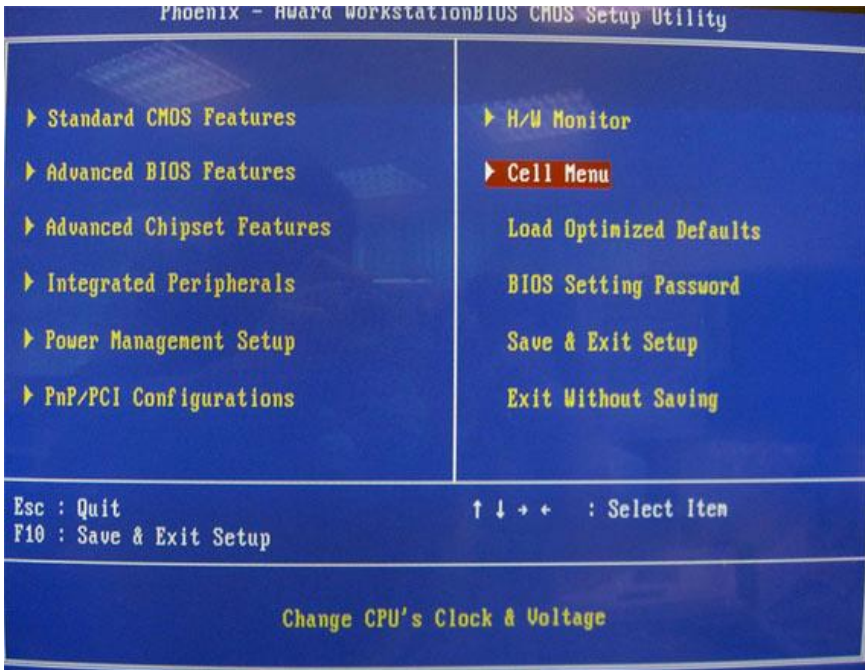 Phoenix - Award WorkstationBIOS CMOS Setup Utility
Standard CMOS Features
Advanced BIOS Features
Advanced Chipset Features
Integrated Peripherals
Power Management Setup
PnP/PCI Configurations
H/W Monitor
Cell Menu
Load Optimized Defaults
BIOS Setting Password
Save & Exit Setup
Exit Without Saving
Esc : Quit
F10 : Save & Exit Setup
↑ ↓ → ← : Select Item
Change CPU's Clock & Voltage